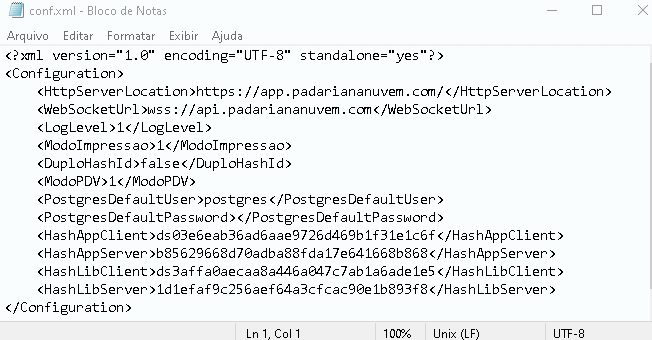 conf.xml - Bloco de Notas
Arquivo Editar Formatar Exibir Ajuda
<?xml version="1.0" encoding="UTF-8" standalone="yes"?>
<Configuration>
<HttpServerLocation>https://app.padariananuvem.com/</HttpServerLocation>
<WebSocketUrl>wss://api.padariananuvem.com</WebSocketUrl>
<LogLevel>1</LogLevel>
<ModoImpressao>1</ModoImpressao>
<DuploHashId>false</DuploHashId>
<ModoPDV>1</ModoPDV>
<PostgresDefaultUser>postgres</PostgresDefaultUser>
<PostgresDefaultPassword></PostgresDefaultPassword>
<HashAppClient>ds03e6eab36ad6aae9726d469b1f31e1c6f</HashAppClient>
<HashAppServer>b85629668d70adba88fda17e641668b868</HashAppServer>
<HashLibClient>ds3affa0aecaa8a446a047c7ab1a6ade1e5</HashLibClient>
<HashLibServer>1d1efaf9c256aef64a3cfcac90e1b893f8</HashLibServer>
</Configuration>
Ln 1, Col 1 100% Unix (LF) UTF-8